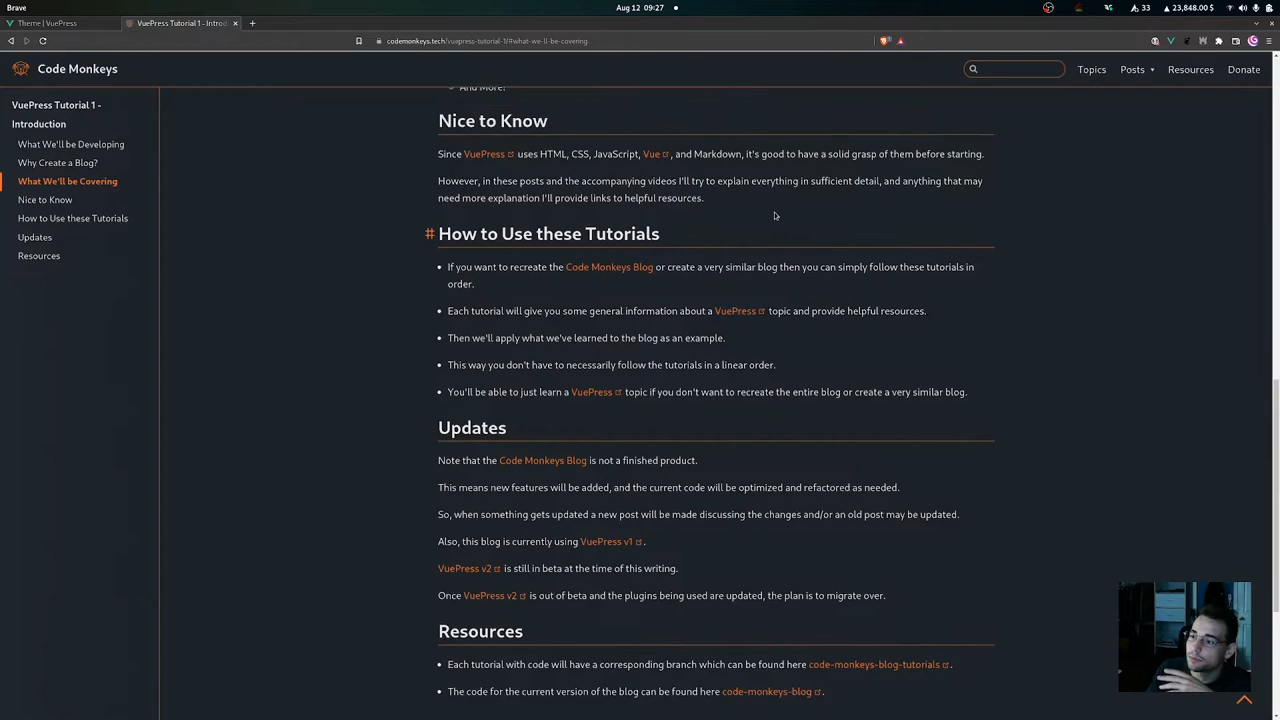 Brave
Aug 12 09:27
33
23,848.00 $
Theme | VuePress
VuePress Tutorial 1 - Introd
codemonkeys.tech/vuepress-tutorial-1/#what-we-ll-be-covering
Code Monkeys
Topics
Posts
Resources
Donate
VuePress Tutorial 1 -
Introduction
What We'll be Developing
Why Create a Blog?
What We'll be Covering
Nice to Know
How to Use these Tutorials
Updates
Resources
And More!
Nice to Know
Since VuePress uses HTML, CSS, JavaScript, Vue , and Markdown, it's good to have a solid grasp of them before starting.
However, in these posts and the accompanying videos I'll try to explain everything in sufficient detail, and anything that may
need more explanation I'll provide links to helpful resources.
# How to Use these Tutorials
• If you want to recreate the Code Monkeys Blog or create a very similar blog then you can simply follow these tutorials in
order.
• Each tutorial will give you some general information about a VuePress topic and provide helpful resources.
• Then we'll apply what we've learned to the blog as an example.
• This way you don't have to necessarily follow the tutorials in a linear order.
• You'll be able to just learn a VuePress topic if you don't want to recreate the entire blog or create a very similar blog.
Updates
Note that the Code Monkeys Blog is not a finished product.
This means new features will be added, and the current code will be optimized and refactored as needed.
So, when something gets updated a new post will be made discussing the changes and/or an old post may be updated.
Also, this blog is currently using VuePress v1 .
VuePress v2 is still in beta at the time of this writing.
Once VuePress v2 is out of beta and the plugins being used are updated, the plan is to migrate over.
Resources
• Each tutorial with code will have a corresponding branch which can be found here code-monkeys-blog-tutorials .
• The code for the current version of the blog can be found here code-monkeys-blog .